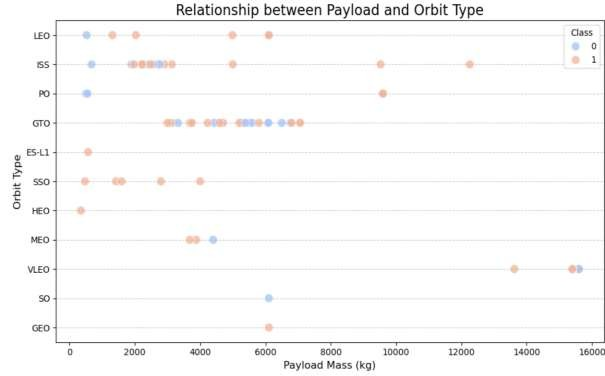 Relationship between Payload and Orbit Type
Class
0
1
Orbit Type
LEO
ISS
PO
GTO
ES-L1
SSO
HEO
MEO
VLEO
SO
GEO
0 2000 4000 6000 8000 10000 12000 14000 16000
Payload Mass (kg)